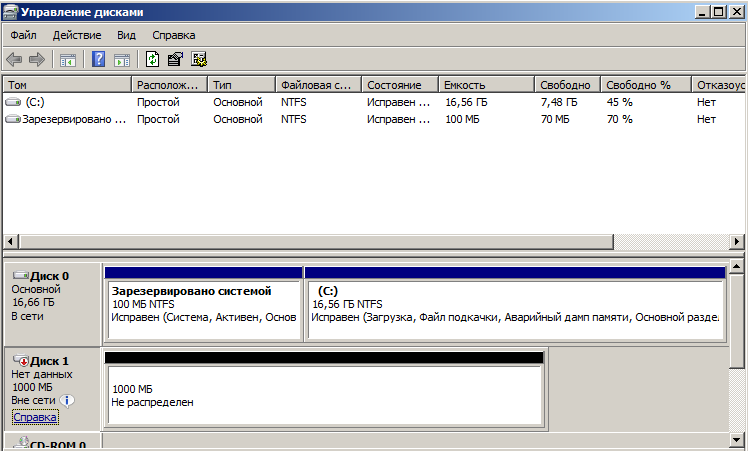 Управление дисками
Файл Действие Вид Справка
Том Располож... Тип Файловая с... Состояние Емкость Свободно Свободно % Отказоус
(C:) Простой Основной NTFS Исправен ... 16,56 ГБ 7,48 ГБ 45 % Нет
Зарезервировано ... Простой Основной NTFS Исправен ... 100 МБ 70 МБ 70 % Нет
Диск 0
Основной
16,66 ГБ
В сети
Зарезервировано системой
100 МБ NTFS
Исправен (Система, Активен, Основ
(C:)
16,56 ГБ NTFS
Исправен (Загрузка, Файл подкачки, Аварийный дамп памяти, Основной раздел
Диск 1
Нет данных
1000 МБ
Вне сети
Справка
1000 МБ
Не распределен
CD-ROM 0